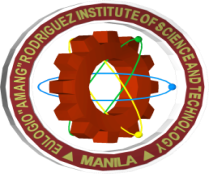 EULOGIO "AMANG" RODRIGUEZ INSTITUTE OF SCIENCE AND TECHNOLOGY
MANILA